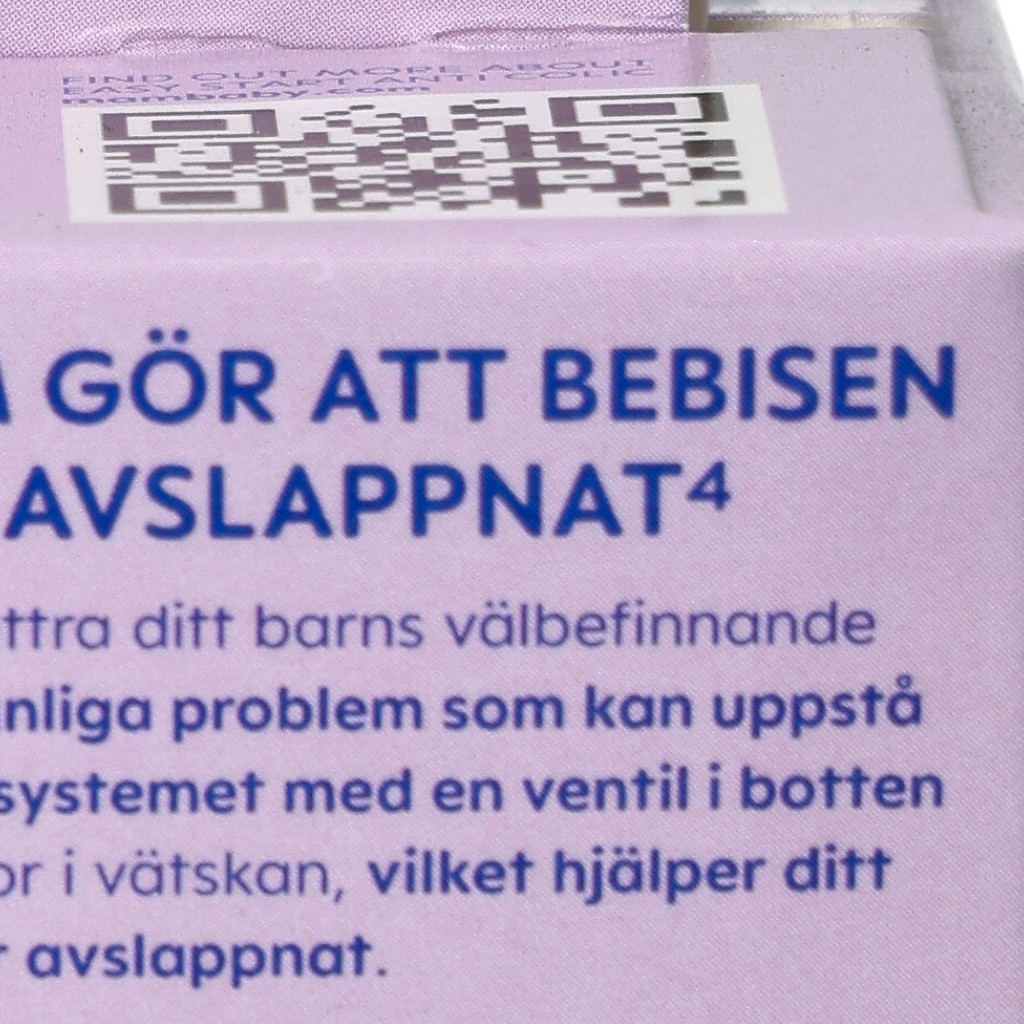 FIND OUT MORE ABOUT
EASY START ANTI COLIC
mambaby.com
GÖR ATT BEBISEN
AVSLAPPNAT⁴
ttra ditt barns välbefinnande
nliga problem som kan uppstå
systemet med en ventil i botten
or i vätskan, vilket hjälper ditt
r avslappnat.